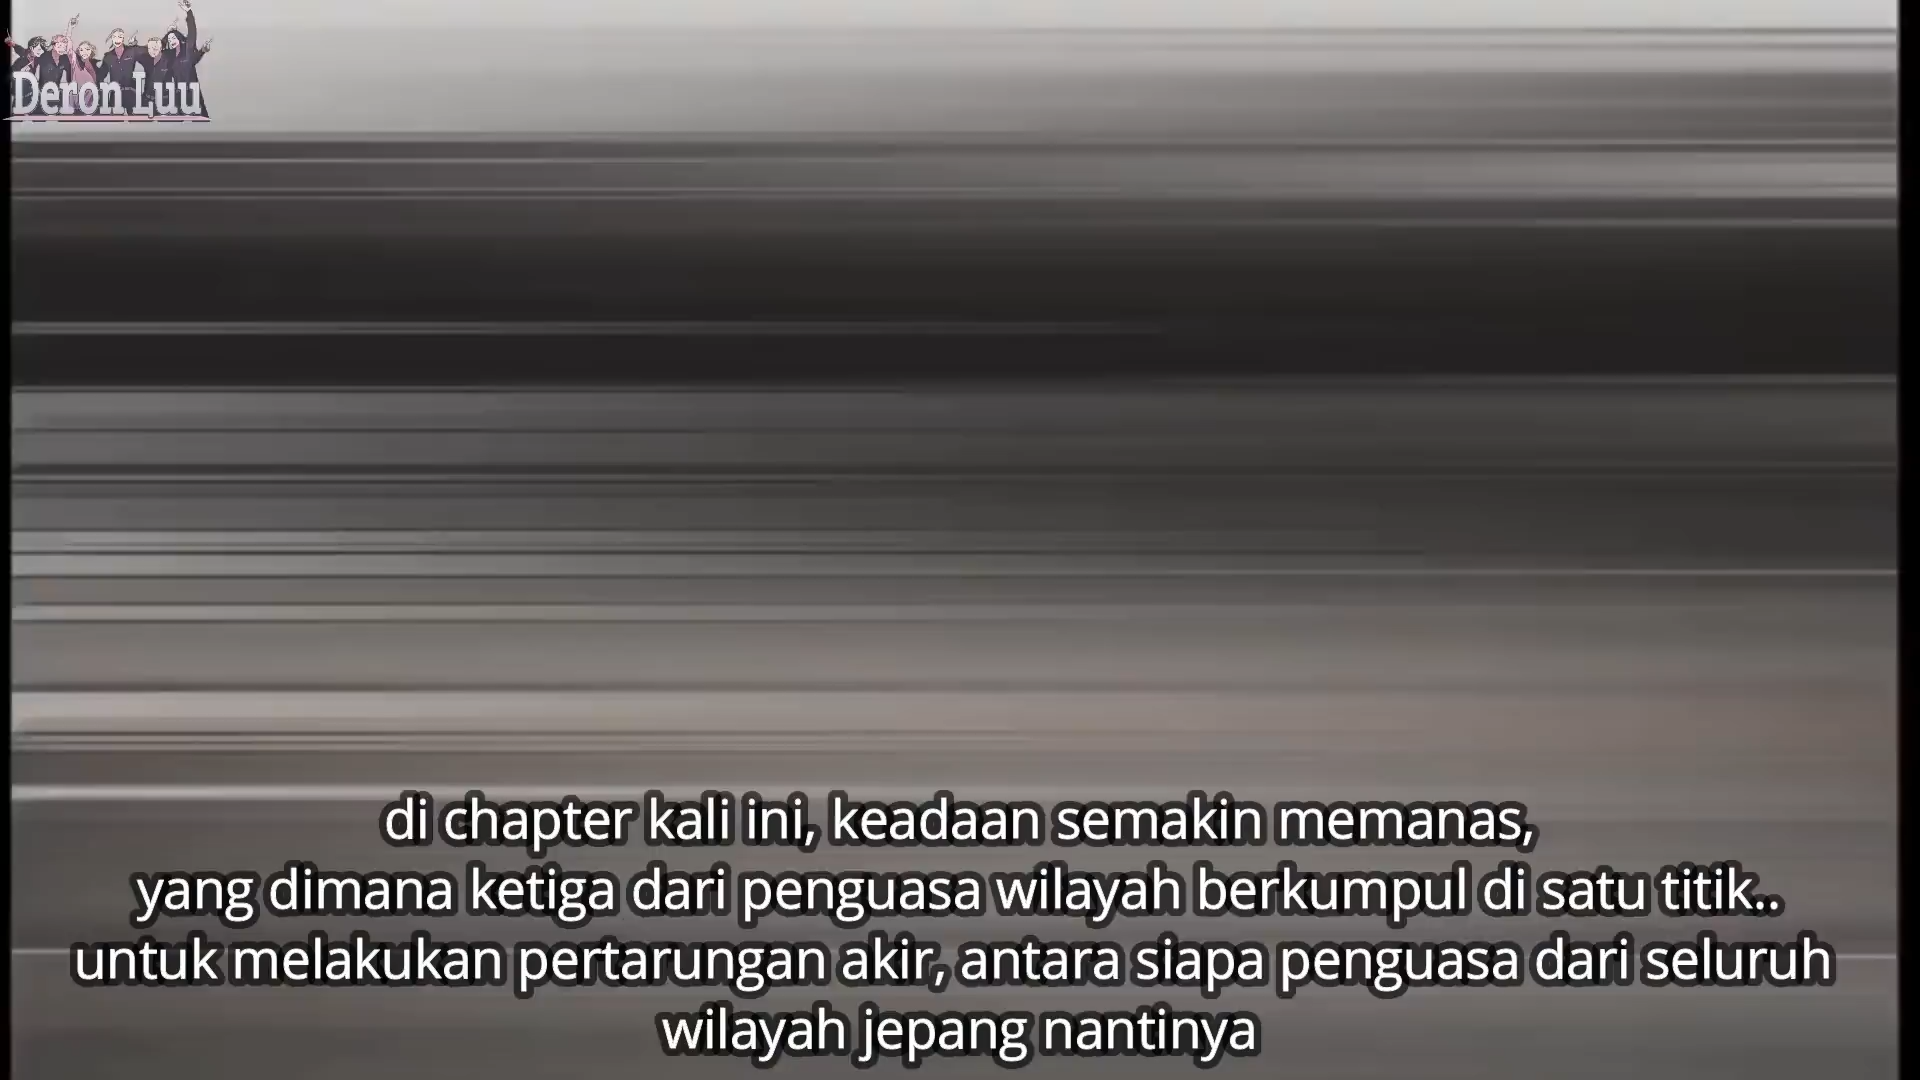 Deron Luu
di chapter kali ini, keadaan semakin memanas,
yang dimana ketiga dari penguasa wilayah berkumpul di satu titik..
untuk melakukan pertarungan akir, antara siapa penguasa dari seluruh
wilayah jepang nantinya